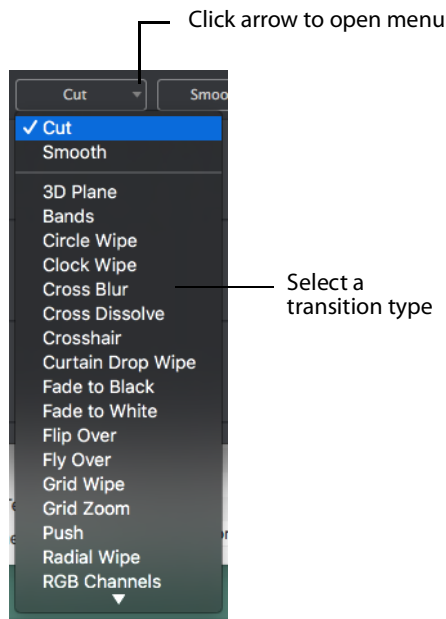 Click arrow to open menu
Cut
Smoo
✓ Cut
Smooth
3D Plane
Bands
Circle Wipe
Clock Wipe
Cross Blur
Select a
transition type
Cross Dissolve
Crosshair
Curtain Drop Wipe
Fade to Black
Fade to White
Flip Over
Fly Over
Grid Wipe
Grid Zoom
Push
Radial Wipe
RGB Channels